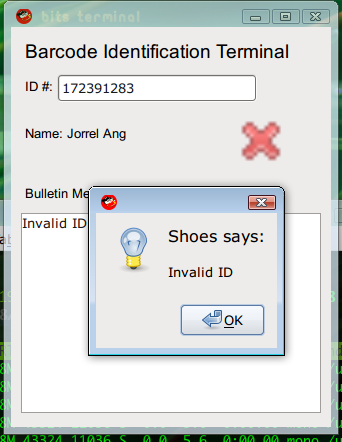 bite terminal
Barcode Identification Terminal
ID #: 172391283
Name: Jorrel Ang
Bulletin Me
Invalid ID
Shoes says:
Invalid ID
OK
8M 43324 11036 S 0.0 5.6 0:00.00 mono /u